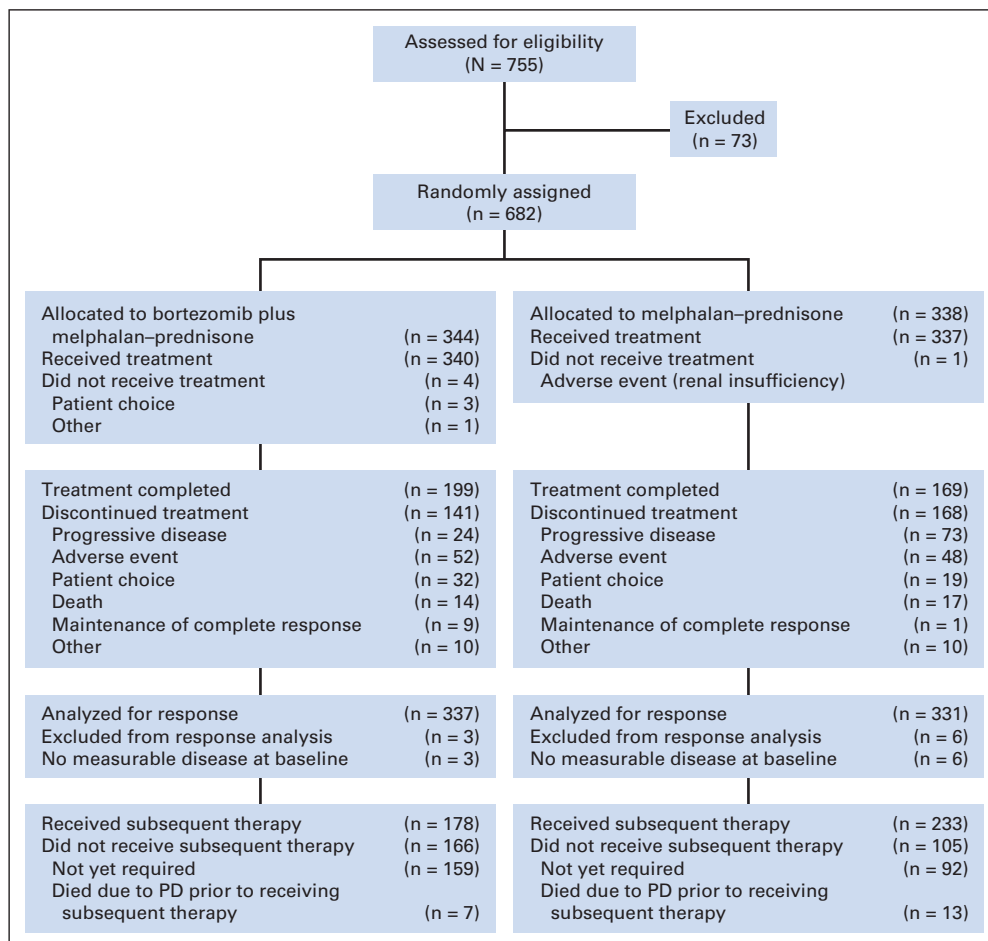 Assessed for eligibility
(N = 755)
Excluded
(n = 73)
Randomly assigned
(n = 682)
Allocated to bortezomib plus
melphalan–prednisone (n = 344)
Received treatment (n = 340)
Did not receive treatment (n = 4)
Patient choice (n = 3)
Other (n = 1)
Allocated to melphalan–prednisone (n = 338)
Received treatment (n = 337)
Did not receive treatment (n = 1)
Adverse event (renal insufficiency)
Treatment completed (n = 199)
Discontinued treatment (n = 141)
Progressive disease (n = 24)
Adverse event (n = 52)
Patient choice (n = 32)
Death (n = 14)
Maintenance of complete response (n = 9)
Other (n = 10)
Treatment completed (n = 169)
Discontinued treatment (n = 168)
Progressive disease (n = 73)
Adverse event (n = 48)
Patient choice (n = 19)
Death (n = 17)
Maintenance of complete response (n = 1)
Other (n = 10)
Analyzed for response (n = 337)
Excluded from response analysis (n = 3)
No measurable disease at baseline (n = 3)
Analyzed for response (n = 331)
Excluded from response analysis (n = 6)
No measurable disease at baseline (n = 6)
Received subsequent therapy (n = 178)
Did not receive subsequent therapy (n = 166)
Not yet required (n = 159)
Died due to PD prior to receiving
subsequent therapy (n = 7)
Received subsequent therapy (n = 233)
Did not receive subsequent therapy (n = 105)
Not yet required (n = 92)
Died due to PD prior to receiving
subsequent therapy (n = 13)